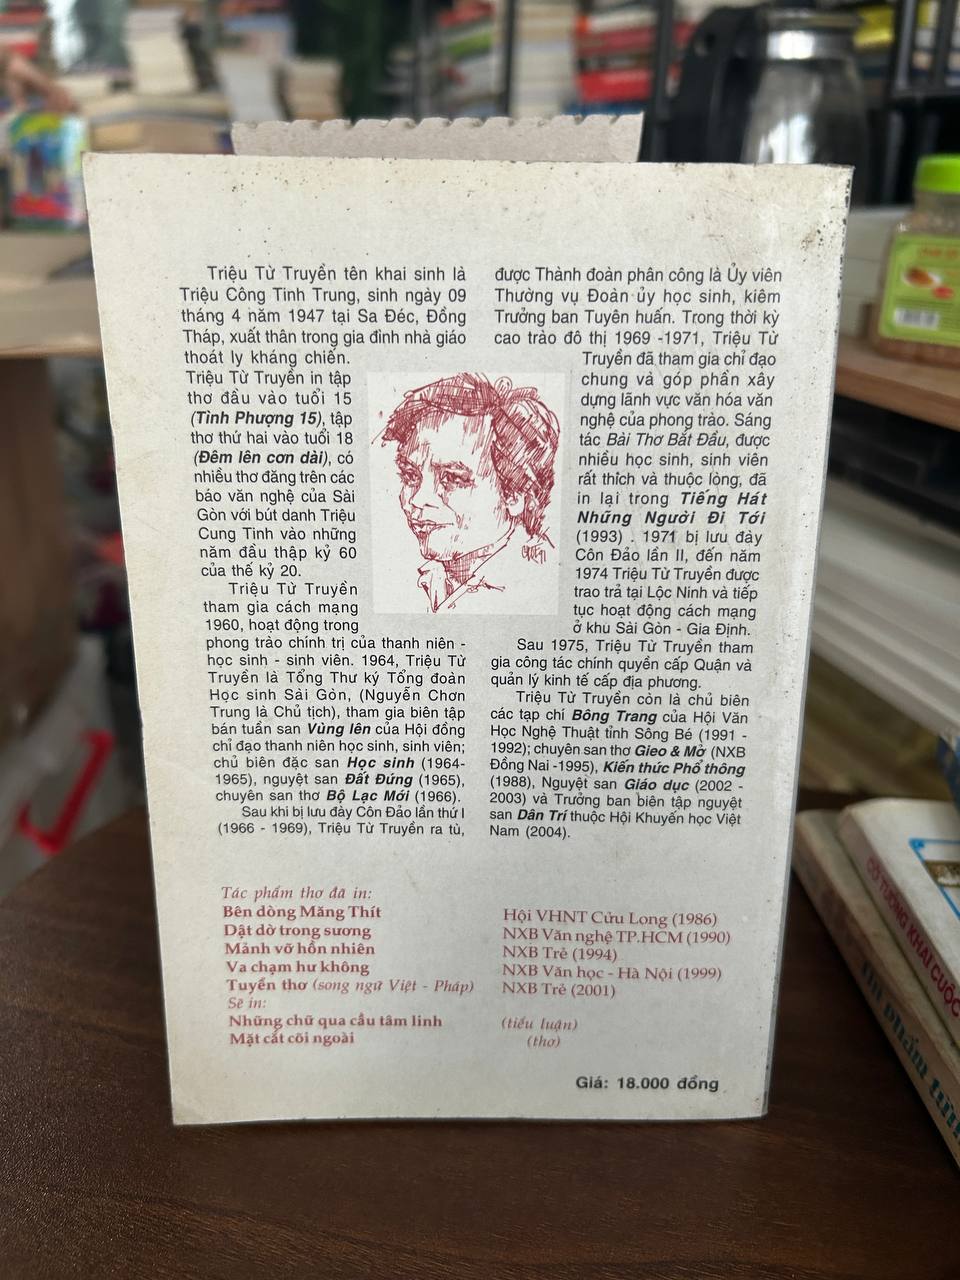 Triệu Từ Truyền tên khai sinh là
Triệu Công Tinh Trung, sinh ngày 09
tháng 4 năm 1947 tại Sa Đéc, Đồng
Tháp, xuất thân trong gia đình nhà giáo
thoát ly kháng chiến.
Triệu Từ Truyền in tập
thơ đầu vào tuổi 15
(Tình Phượng 15), tập
thơ thứ hai vào tuổi 18
(Đêm lên cơn dài), có
nhiều thơ đăng trên các
báo văn nghệ của Sài
Gòn với bút danh Triệu
Cung Tinh vào những
năm đầu thập kỷ 60
của thế kỷ 20.
Triệu Từ Truyền
tham gia cách mạng
1960, hoạt động trong
phong trào chính trị của thanh niên -
học sinh - sinh viên. 1964, Triệu Từ
Truyền là Tổng Thư ký Tổng đoàn
Học sinh Sài Gòn, (Nguyễn Chơn
Trung là Chủ tịch), tham gia biên tập
bán tuần san Vùng lên của Hội đồng
chỉ đạo thanh niên học sinh, sinh viên;
chủ biên đặc san Học sinh (1964-
1965), nguyệt san Đất Đứng (1965),
chuyên san thơ Bộ Lạc Mới (1966).
Sau khi bị lưu đày Côn Đảo lần thứ I
(1966 - 1969), Triệu Từ Truyền ra tù,
được Thành đoàn phân công là Ủy viên
Thường vụ Đoàn ủy học sinh, kiêm
Trưởng ban Tuyên huấn. Trong thời kỳ
cao trào đô thị 1969 -1971, Triệu Từ
Truyền đã tham gia chỉ đạo
chung và góp phần xây
dựng lãnh vực văn hóa văn
nghệ của phong trào. Sáng
tác Bài Thơ Bắt Đầu, được
nhiều học sinh, sinh viên
rất thích và thuộc lòng, đã
in lại trong Tiếng Hát
Những Người Đi Tới
(1993) . 1971 bị lưu đày
Côn Đảo lần II, đến năm
1974 Triệu Từ Truyền được
trao trả tại Lộc Ninh và tiếp
tục hoạt động cách mạng
ở khu Sài Gòn - Gia Định.
Sau 1975, Triệu Từ Truyền tham
gia công tác chính quyền cấp Quận và
quản lý kinh tế cấp địa phương.
Triệu Từ Truyền còn là chủ biên
các tạp chí Bông Trang của Hội Văn
Học Nghệ Thuật tỉnh Sông Bé (1991 -
1992); chuyên san thơ Gieo & Mở (NXB
Đồng Nai -1995), Kiến thức Phổ thông
(1988), Nguyệt san Giáo dục (2002 -
2003) và Trưởng ban biên tập nguyệt
san Dân Trí thuộc Hội Khuyến học Việt
Nam (2004).
Tác phẩm thơ đã in:
Bên dòng Măng Thít Hội VHNT Cửu Long (1986)
Dật dờ trong sương NXB Văn nghệ TP.HCM (1990)
Mảnh vỡ hồn nhiên NXB Trẻ (1994)
Va chạm hư không NXB Văn học - Hà Nội (1999)
Tuyển thơ (song ngữ Việt - Pháp) NXB Trẻ (2001)
Sẽ in:
Những chữ qua cầu tâm linh (tiểu luận)
Mặt cắt cõi ngoài (thơ)
Giá: 18.000 đồng
CỜ TƯỚNG KHAI CUỘC